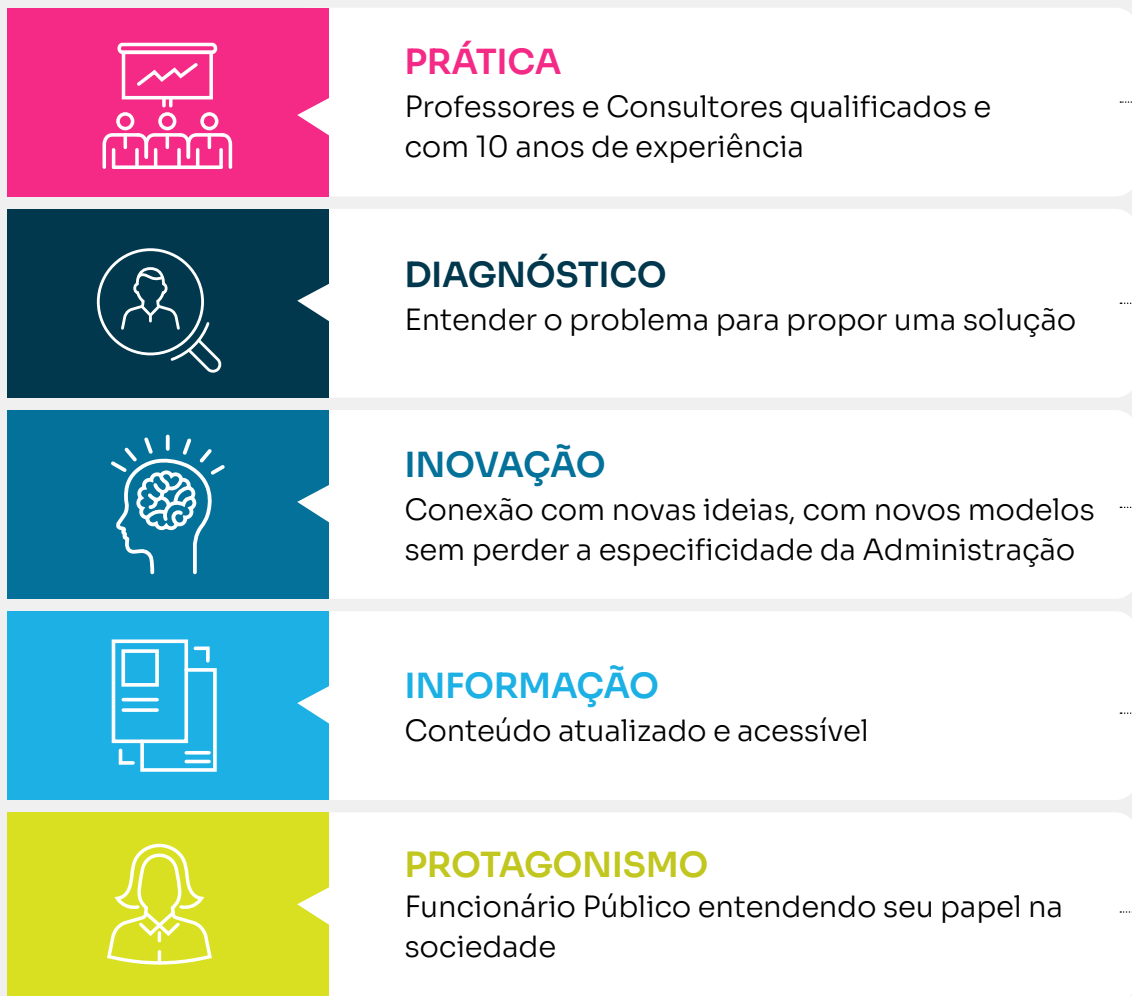 PRÁTICA
Professores e Consultores qualificados e
com 10 anos de experiência
DIAGNÓSTICO
Entender o problema para propor uma solução
INOVAÇÃO
Conexão com novas ideias, com novos modelos
sem perder a especificidade da Administração
INFORMAÇÃO
Conteúdo atualizado e acessível
PROTAGONISMO
Funcionário Público entendendo seu papel na
sociedade